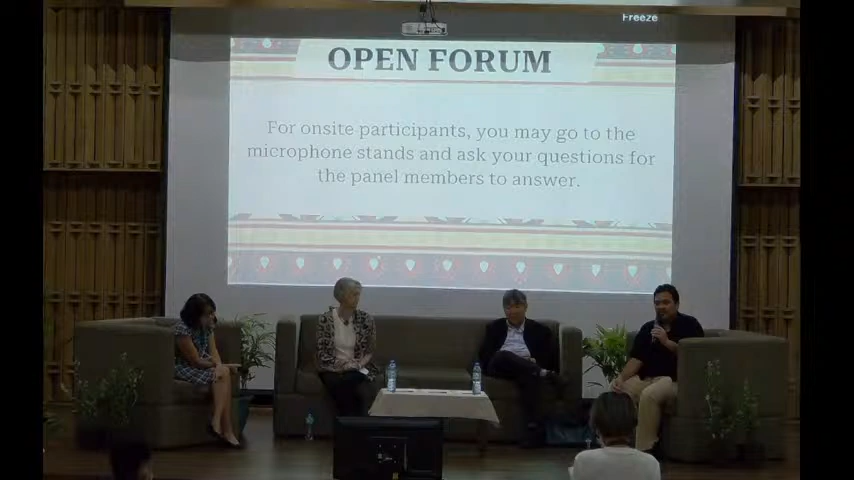 Freeze
OPEN FORUM
For onsite participants, you may go to the
microphone stands and ask your questions for
the panel members to answer.